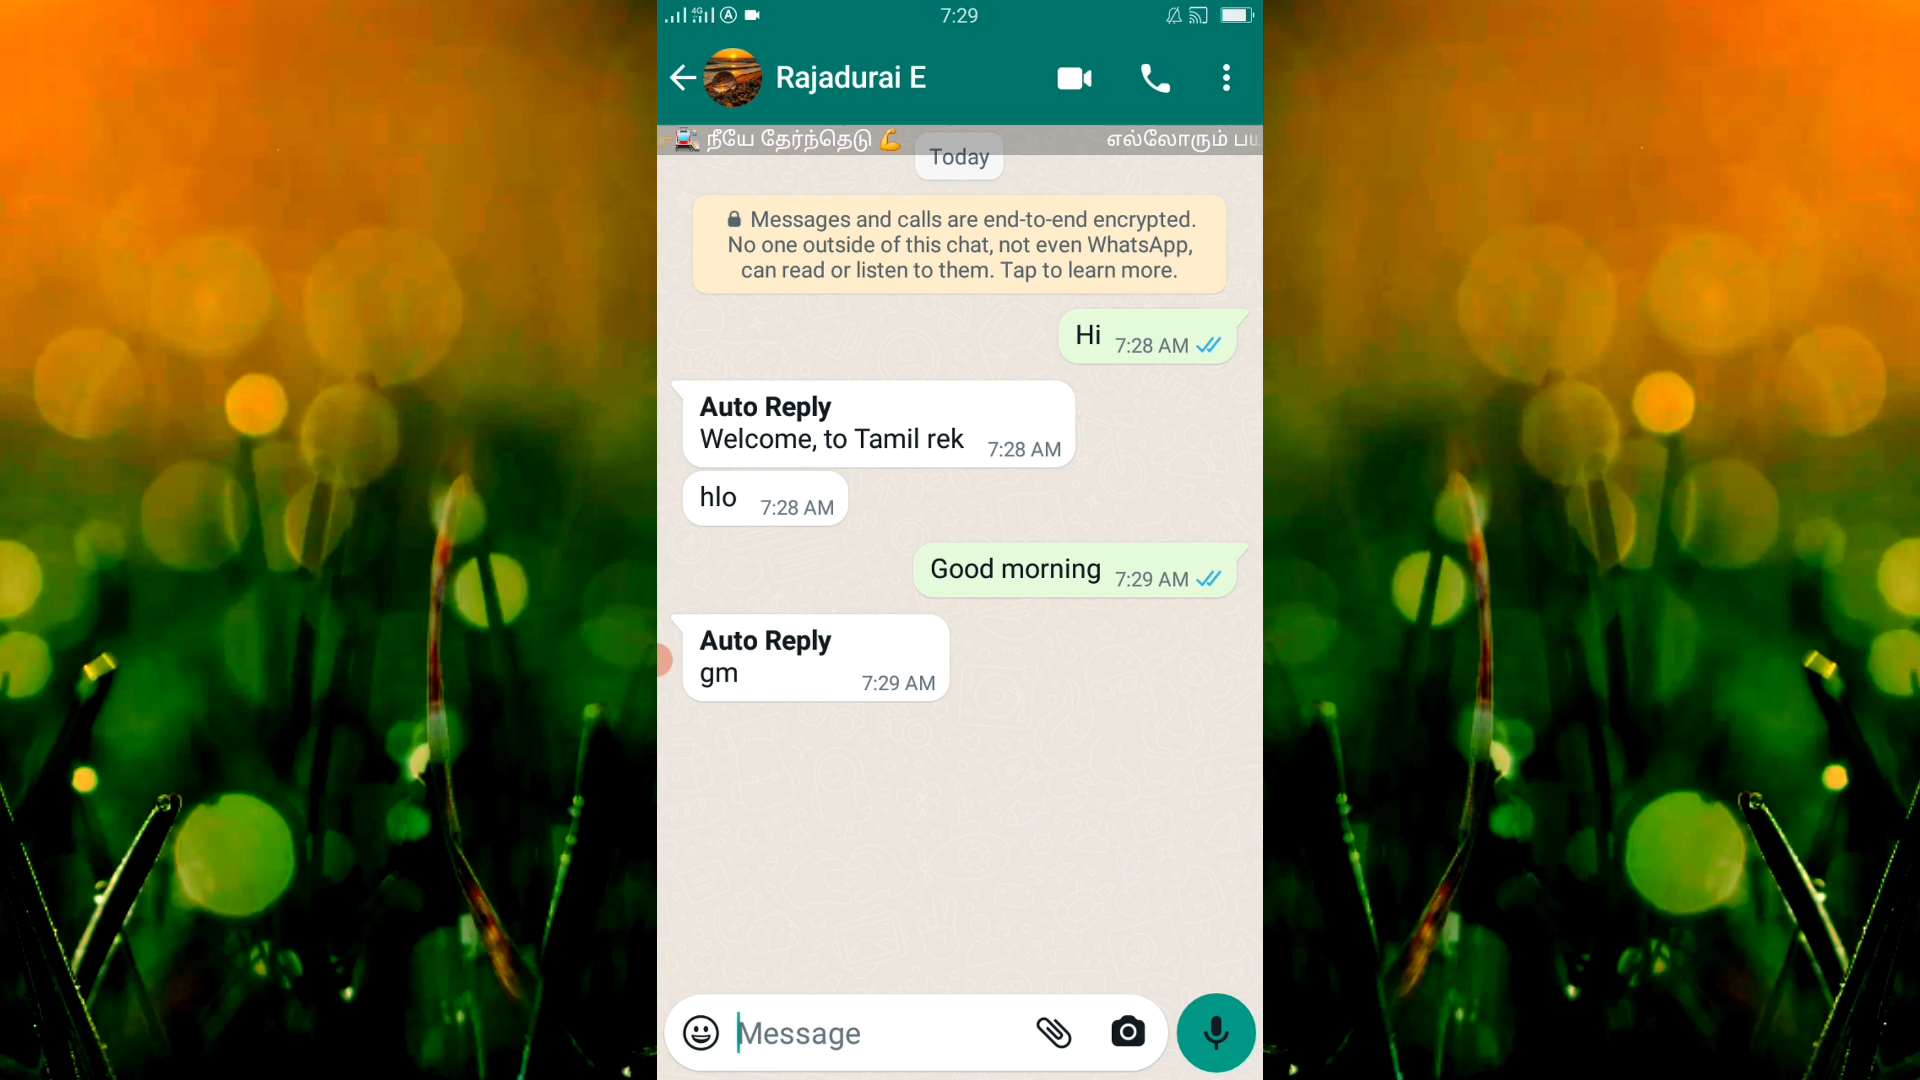 4G
A
7:29
Rajadurai E
நீயே தேர்ந்தெடு 💪
எல்லோரும்
Today
Messages and calls are end-to-end encrypted.
No one outside of this chat, not even WhatsApp,
can read or listen to them. Tap to learn more.
Hi 7:28 AM
Auto Reply
Welcome, to Tamil rek 7:28 AM
hlo 7:28 AM
Good morning 7:29 AM
Auto Reply
gm 7:29 AM
Message